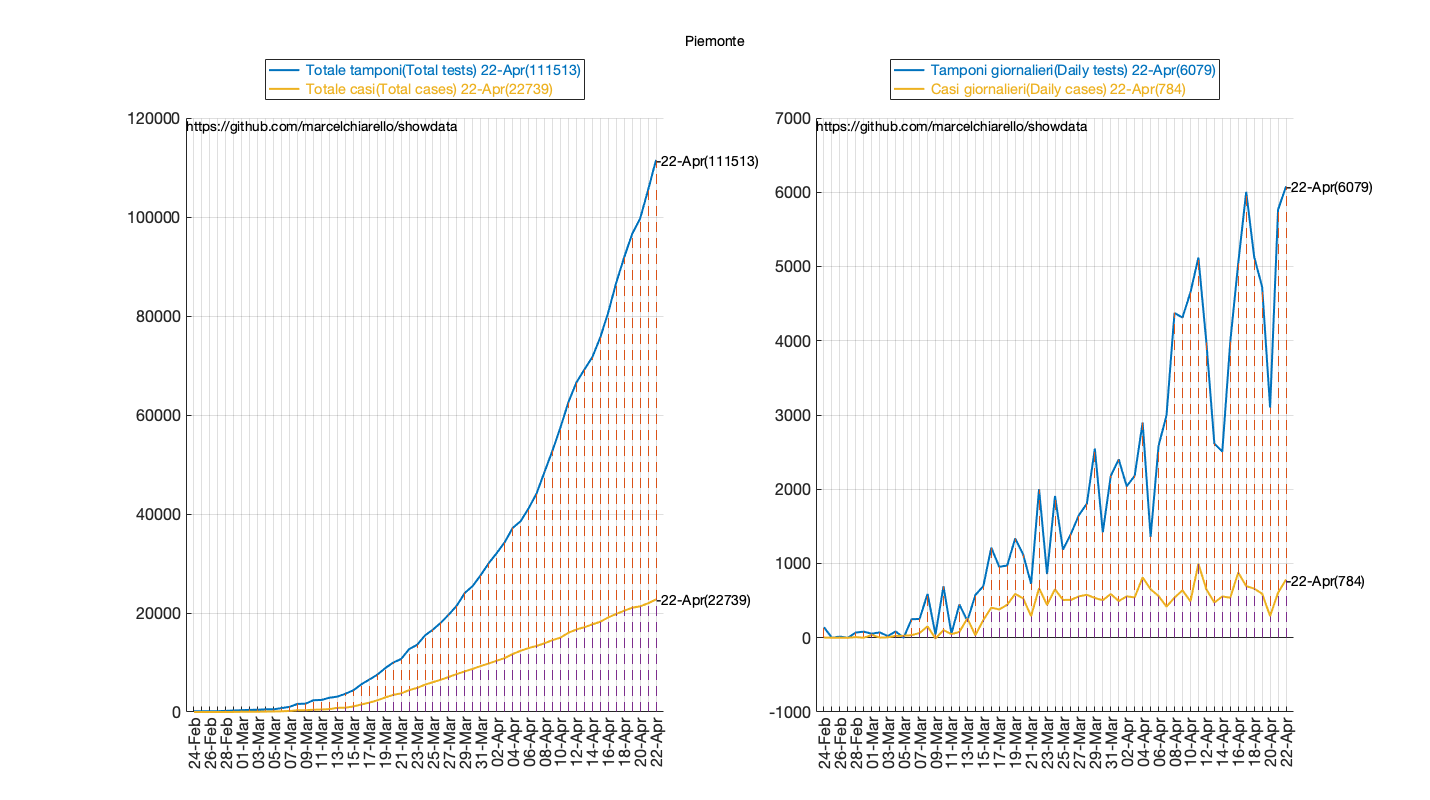 Piemonte
Totale tamponi(Total tests) 22-Apr(111513)
Totale casi(Total cases) 22-Apr(22739)
https://github.com/marcelchiarello/showdata
120000
100000
80000
60000
40000
20000
0
22-Apr(111513)
22-Apr(22739)
24-Feb
26-Feb
28-Feb
01-Mar
03-Mar
05-Mar
07-Mar
09-Mar
11-Mar
13-Mar
15-Mar
17-Mar
19-Mar
21-Mar
23-Mar
25-Mar
27-Mar
29-Mar
31-Mar
02-Apr
04-Apr
06-Apr
08-Apr
10-Apr
12-Apr
14-Apr
16-Apr
18-Apr
20-Apr
22-Apr
Tamponi giornalieri(Daily tests) 22-Apr(6079)
Casi giornalieri(Daily cases) 22-Apr(784)
https://github.com/marcelchiarello/showdata
7000
6000
5000
4000
3000
2000
1000
0
-1000
22-Apr(6079)
22-Apr(784)
24-Feb
26-Feb
28-Feb
01-Mar
03-Mar
05-Mar
07-Mar
09-Mar
11-Mar
13-Mar
15-Mar
17-Mar
19-Mar
21-Mar
23-Mar
25-Mar
27-Mar
29-Mar
31-Mar
02-Apr
04-Apr
06-Apr
08-Apr
10-Apr
12-Apr
14-Apr
16-Apr
18-Apr
20-Apr
22-Apr